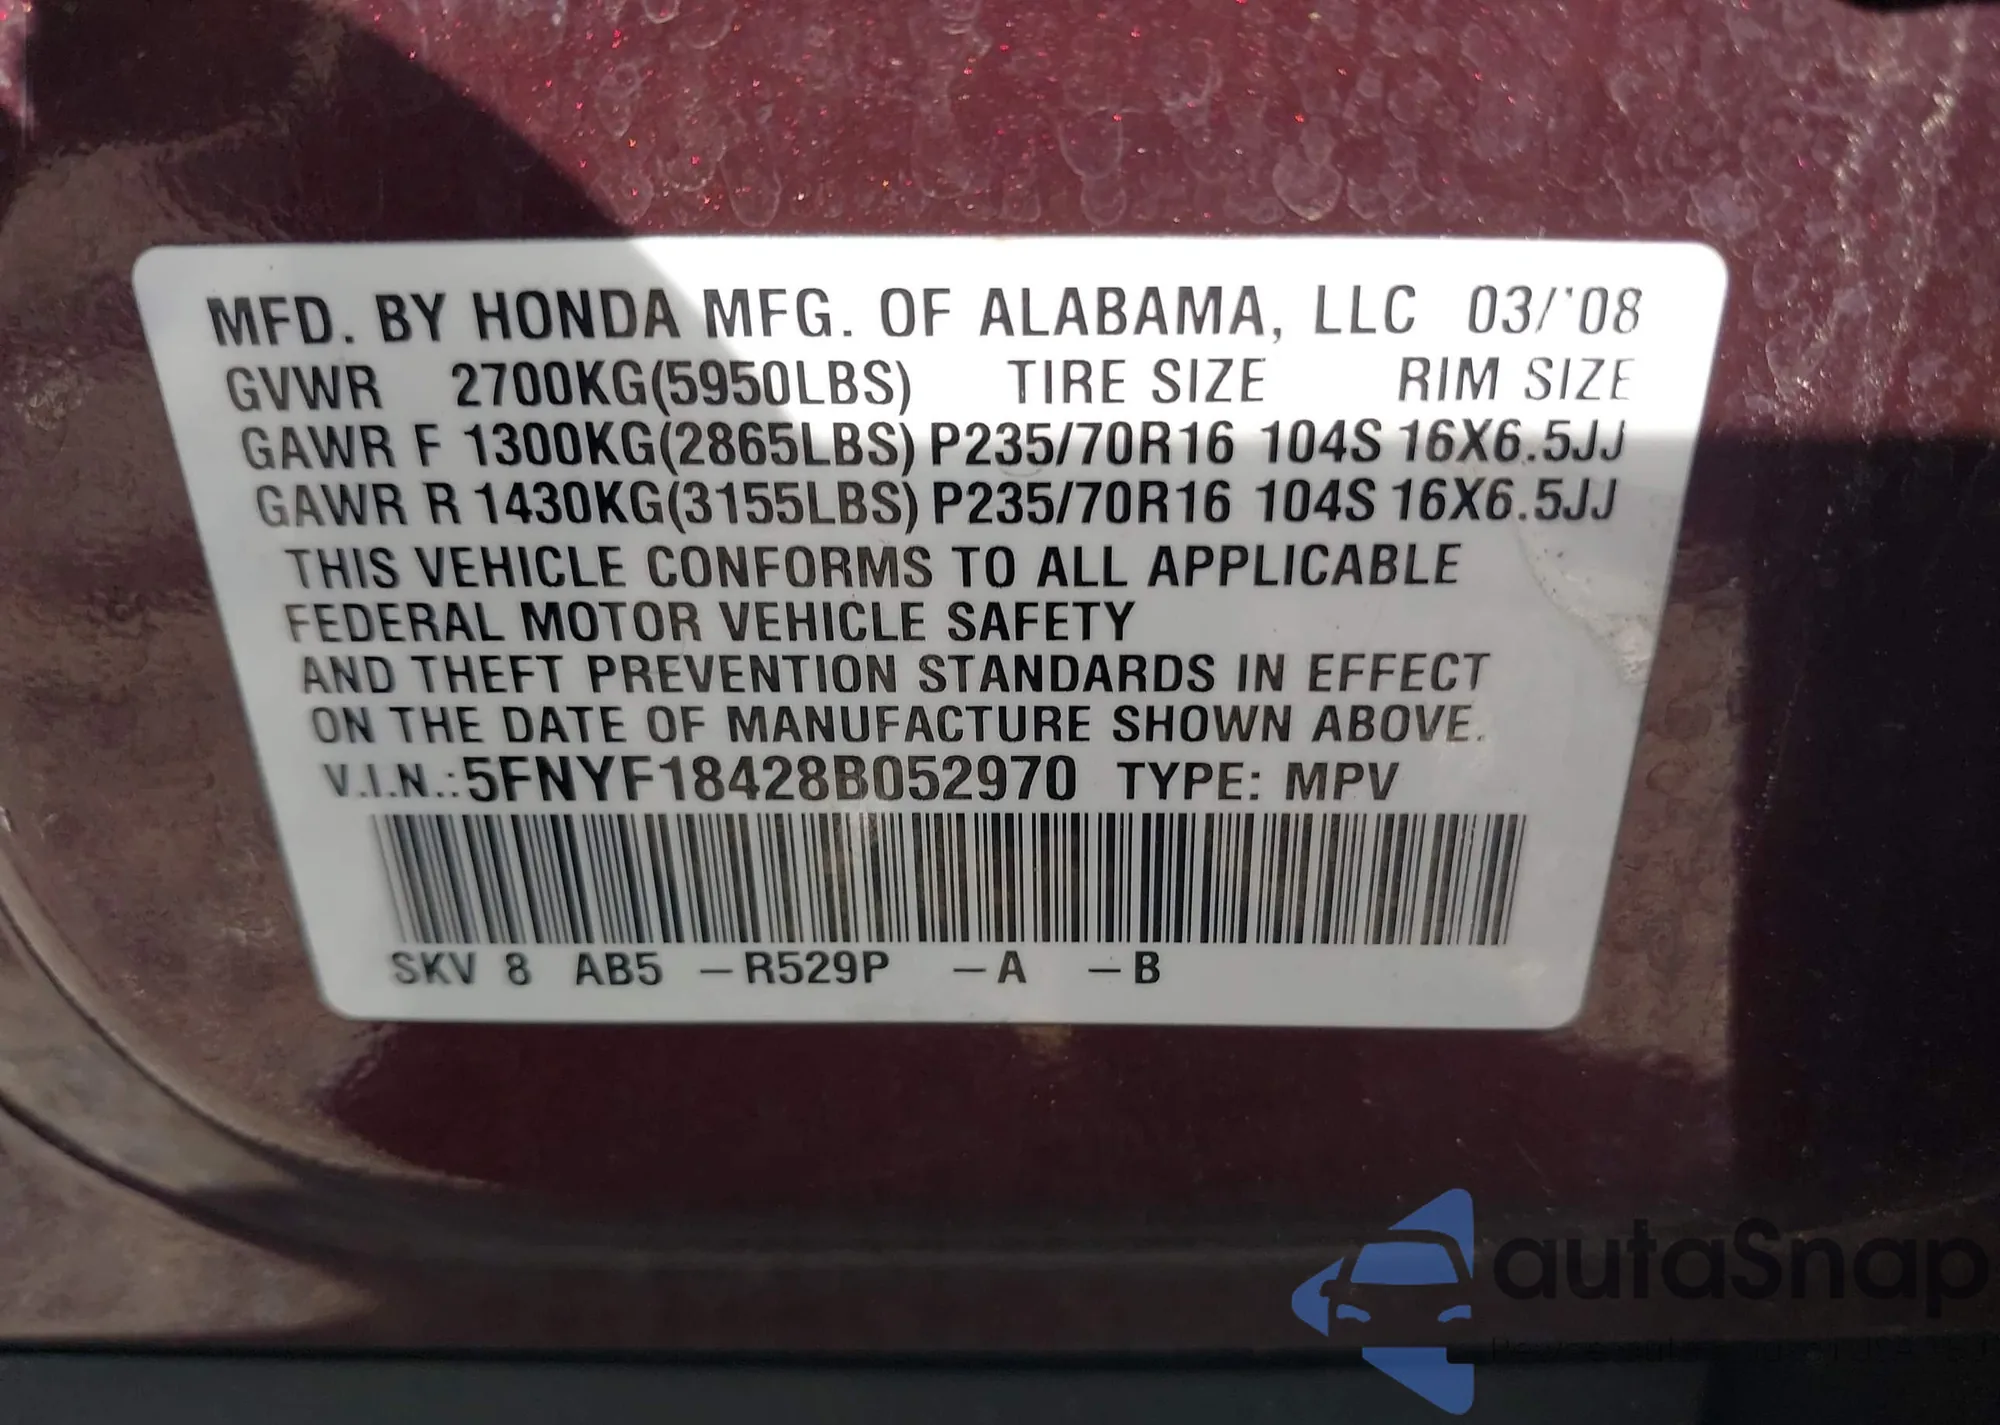 MFD. BY HONDA MFG. OF ALABAMA, LLC 03/'08
GVWR 2700KG(5950LBS) TIRE SIZE RIM SIZE
GAWR F 1300KG(2865LBS) P235/70R16 104S 16X6.5JJ
GAWR R 1430KG(3155LBS) P235/70R16 104S 16X6.5JJ
THIS VEHICLE CONFORMS TO ALL APPLICABLE
FEDERAL MOTOR VEHICLE SAFETY
AND THEFT PREVENTION STANDARDS IN EFFECT
ON THE DATE OF MANUFACTURE SHOWN ABOVE.
V.I.N.:5FNYF18428B052970 TYPE: MPV
SKV 8 AB5 -R529P -A -B
autaSnap